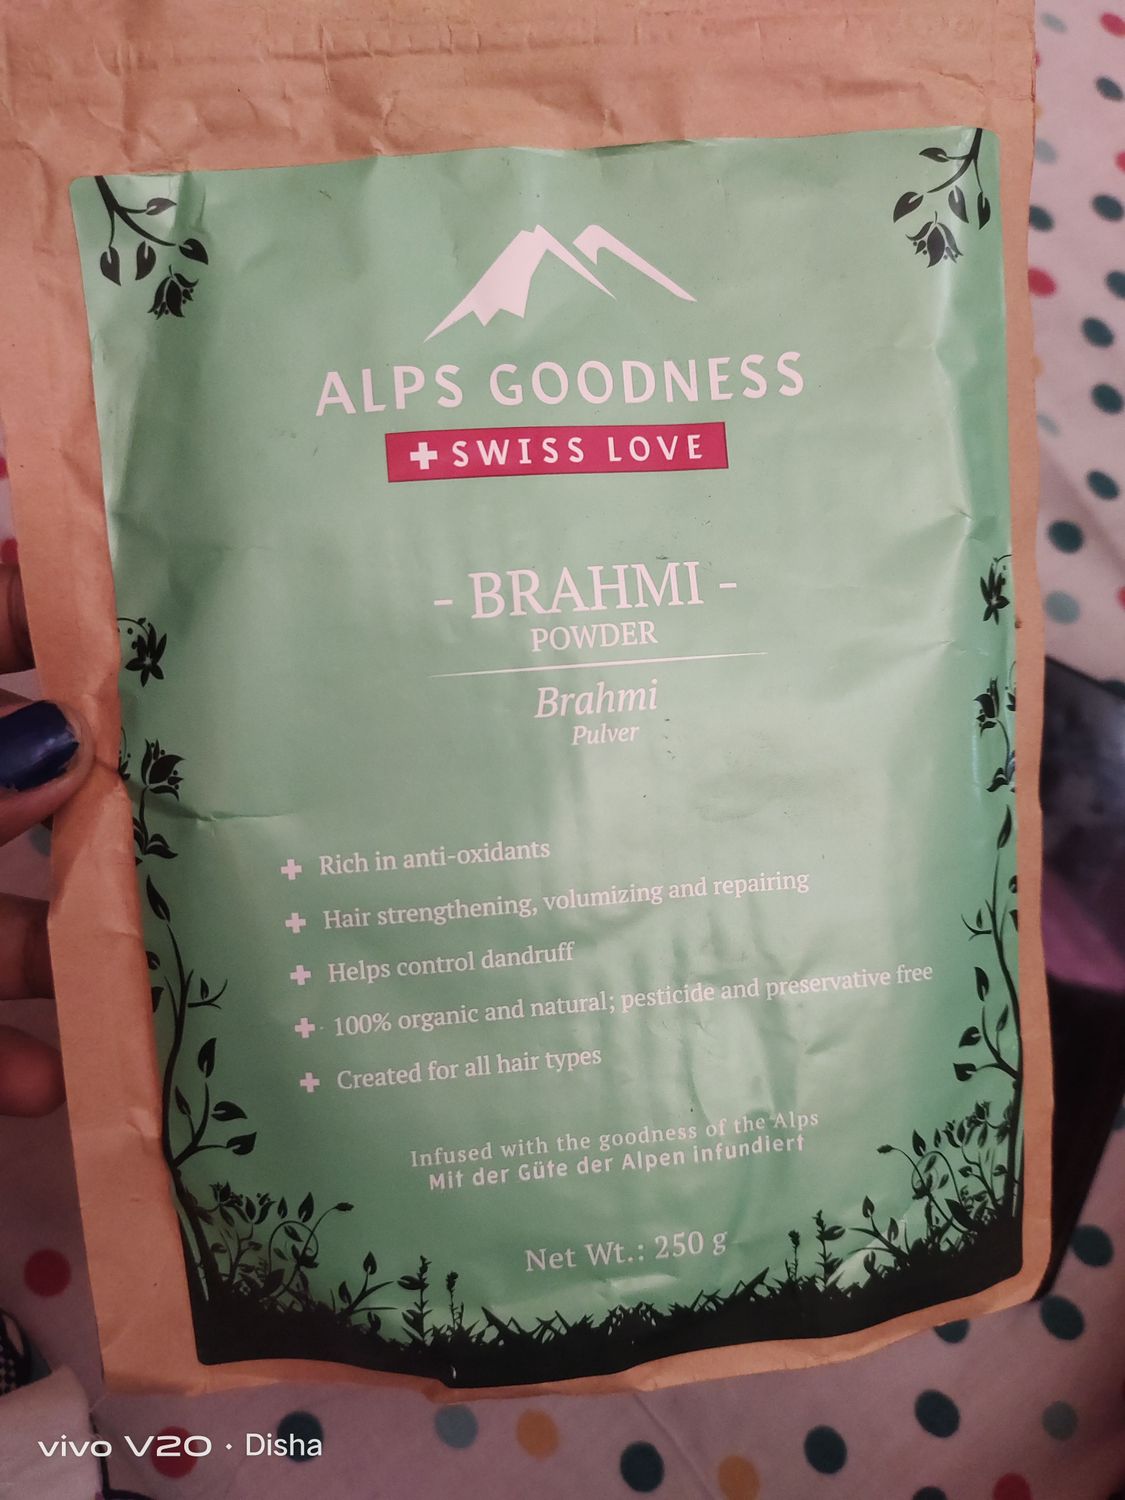 ALPS GOODNESS
SWISS LOVE
- BRAHMI -
POWDER
Brahmi
Pulver
Rich in anti-oxidants
Hair strengthening, volumizing and repairing
Helps control dandruff
100% organic and natural; pesticide and preservative free
Created for all hair types
Infused with the goodness of the Alps
Mit der Güte der Alpen infundiert
Net Wt.: 250 g
vivo V20 · Disha